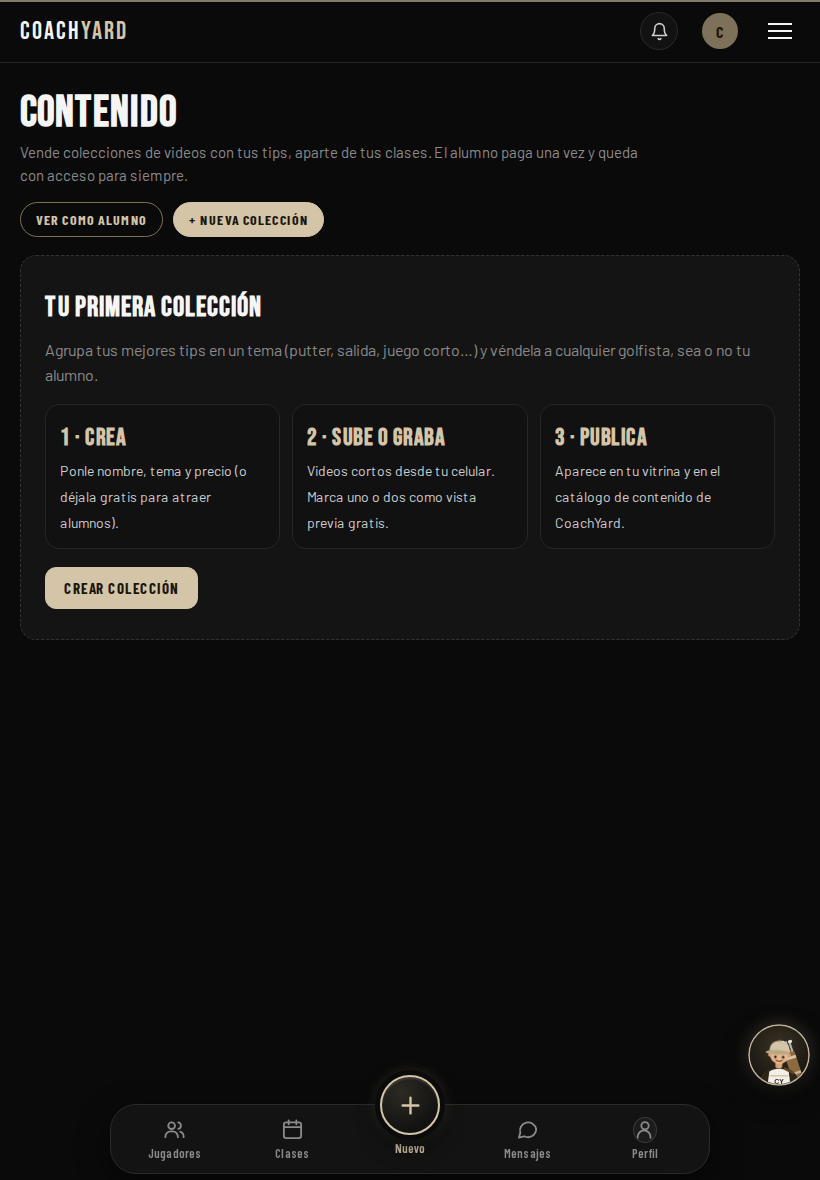 COACHYARD
C
CONTENIDO
Vende colecciones de videos con tus tips, aparte de tus clases. El alumno paga una vez y queda
con acceso para siempre.
VER COMO ALUMNO
+ NUEVA COLECCIÓN
TU PRIMERA COLECCIÓN
Agrupa tus mejores tips en un tema (putter, salida, juego corto…) y véndela a cualquier golfista, sea o no tu
alumno.
1 · CREA
Ponle nombre, tema y precio (o
déjala gratis para atraer
alumnos).
2 · SUBE O GRABA
Videos cortos desde tu celular.
Marca uno o dos como vista
previa gratis.
3 · PUBLICA
Aparece en tu vitrina y en el
catálogo de contenido de
CoachYard.
CREAR COLECCIÓN
CY
Jugadores
Clases
Nuevo
Mensajes
Perfil